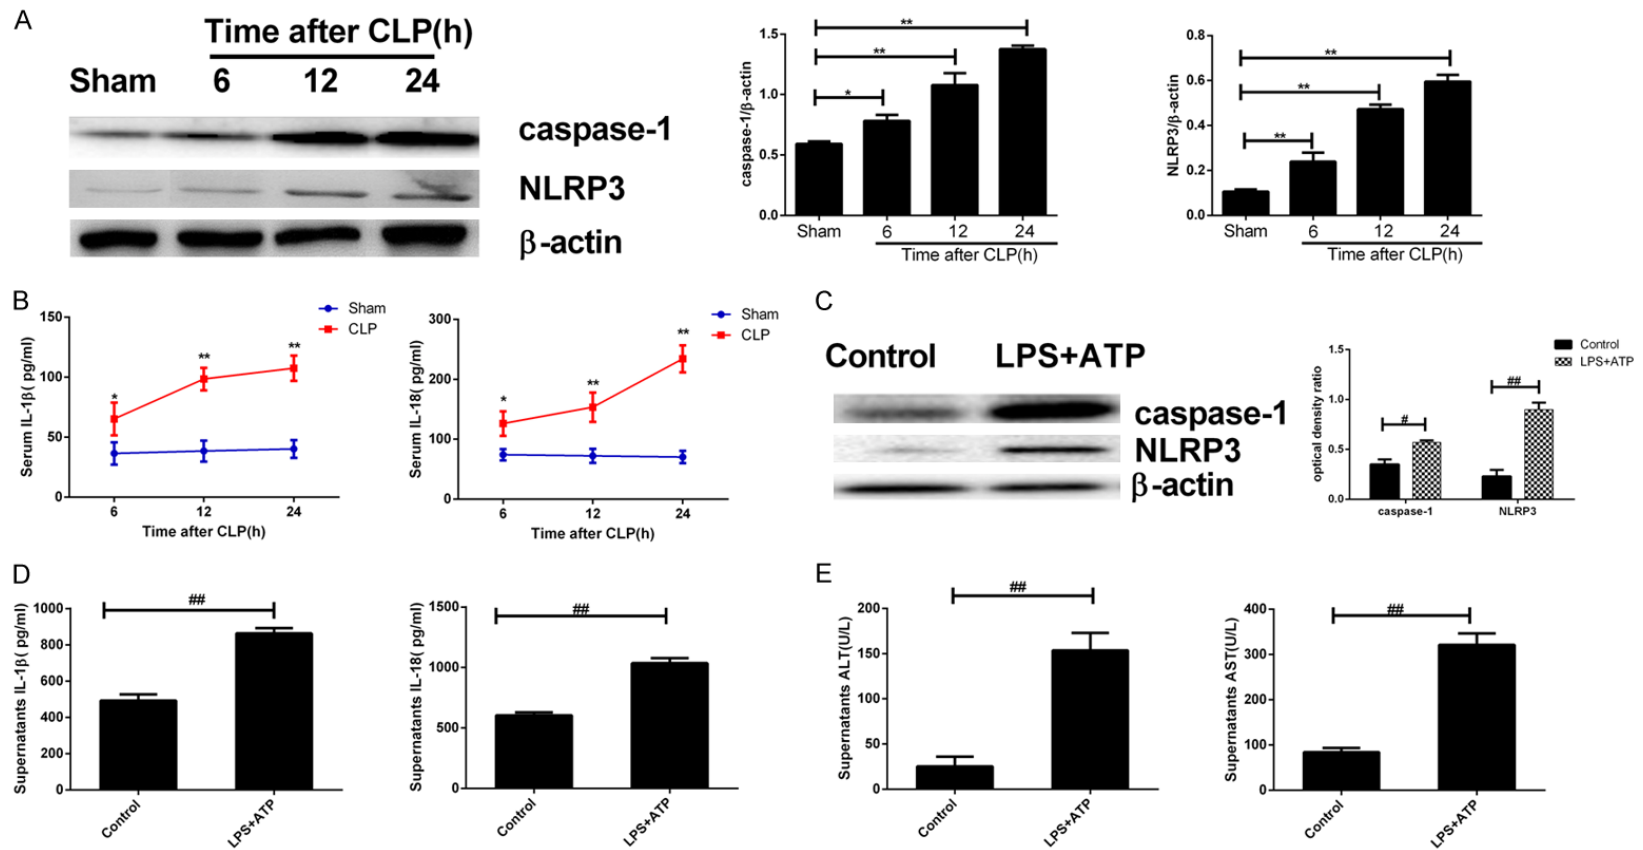 A
Time after CLP(h)
Sham 6 12 24
caspase-1
NLRP3
β-actin
caspase-1/β-actin
1.5
1.0
0.5
0.0
**
**
*
Sham 6 12 24
Time after CLP(h)
NLRP3/β-actin
0.8
0.6
0.4
0.2
0.0
**
**
**
Sham 6 12 24
Time after CLP(h)
B
Sham
CLP
Serum IL-1β( pg/ml)
150
100
50
0
* ** **
6 12 24
Time after CLP(h)
Sham
CLP
Serum IL-18( pg/ml)
300
200
100
0
* ** **
6 12 24
Time after CLP(h)
C
Control LPS+ATP
caspase-1
NLRP3
β-actin
Control
LPS+ATP
optical density ratio
1.5
1.0
0.5
0.0
# ##
caspase-1 NLRP3
D
Supernatants IL-1β( pg/ml)
1000
800
600
400
200
0
##
Control LPS+ATP
Supernatants IL-18( pg/ml)
1500
1000
500
0
##
Control LPS+ATP
E
Supernatants ALT(U/L)
200
150
100
50
0
##
Control LPS+ATP
Supernatants AST(U/L)
400
300
200
100
0
##
Control LPS+ATP